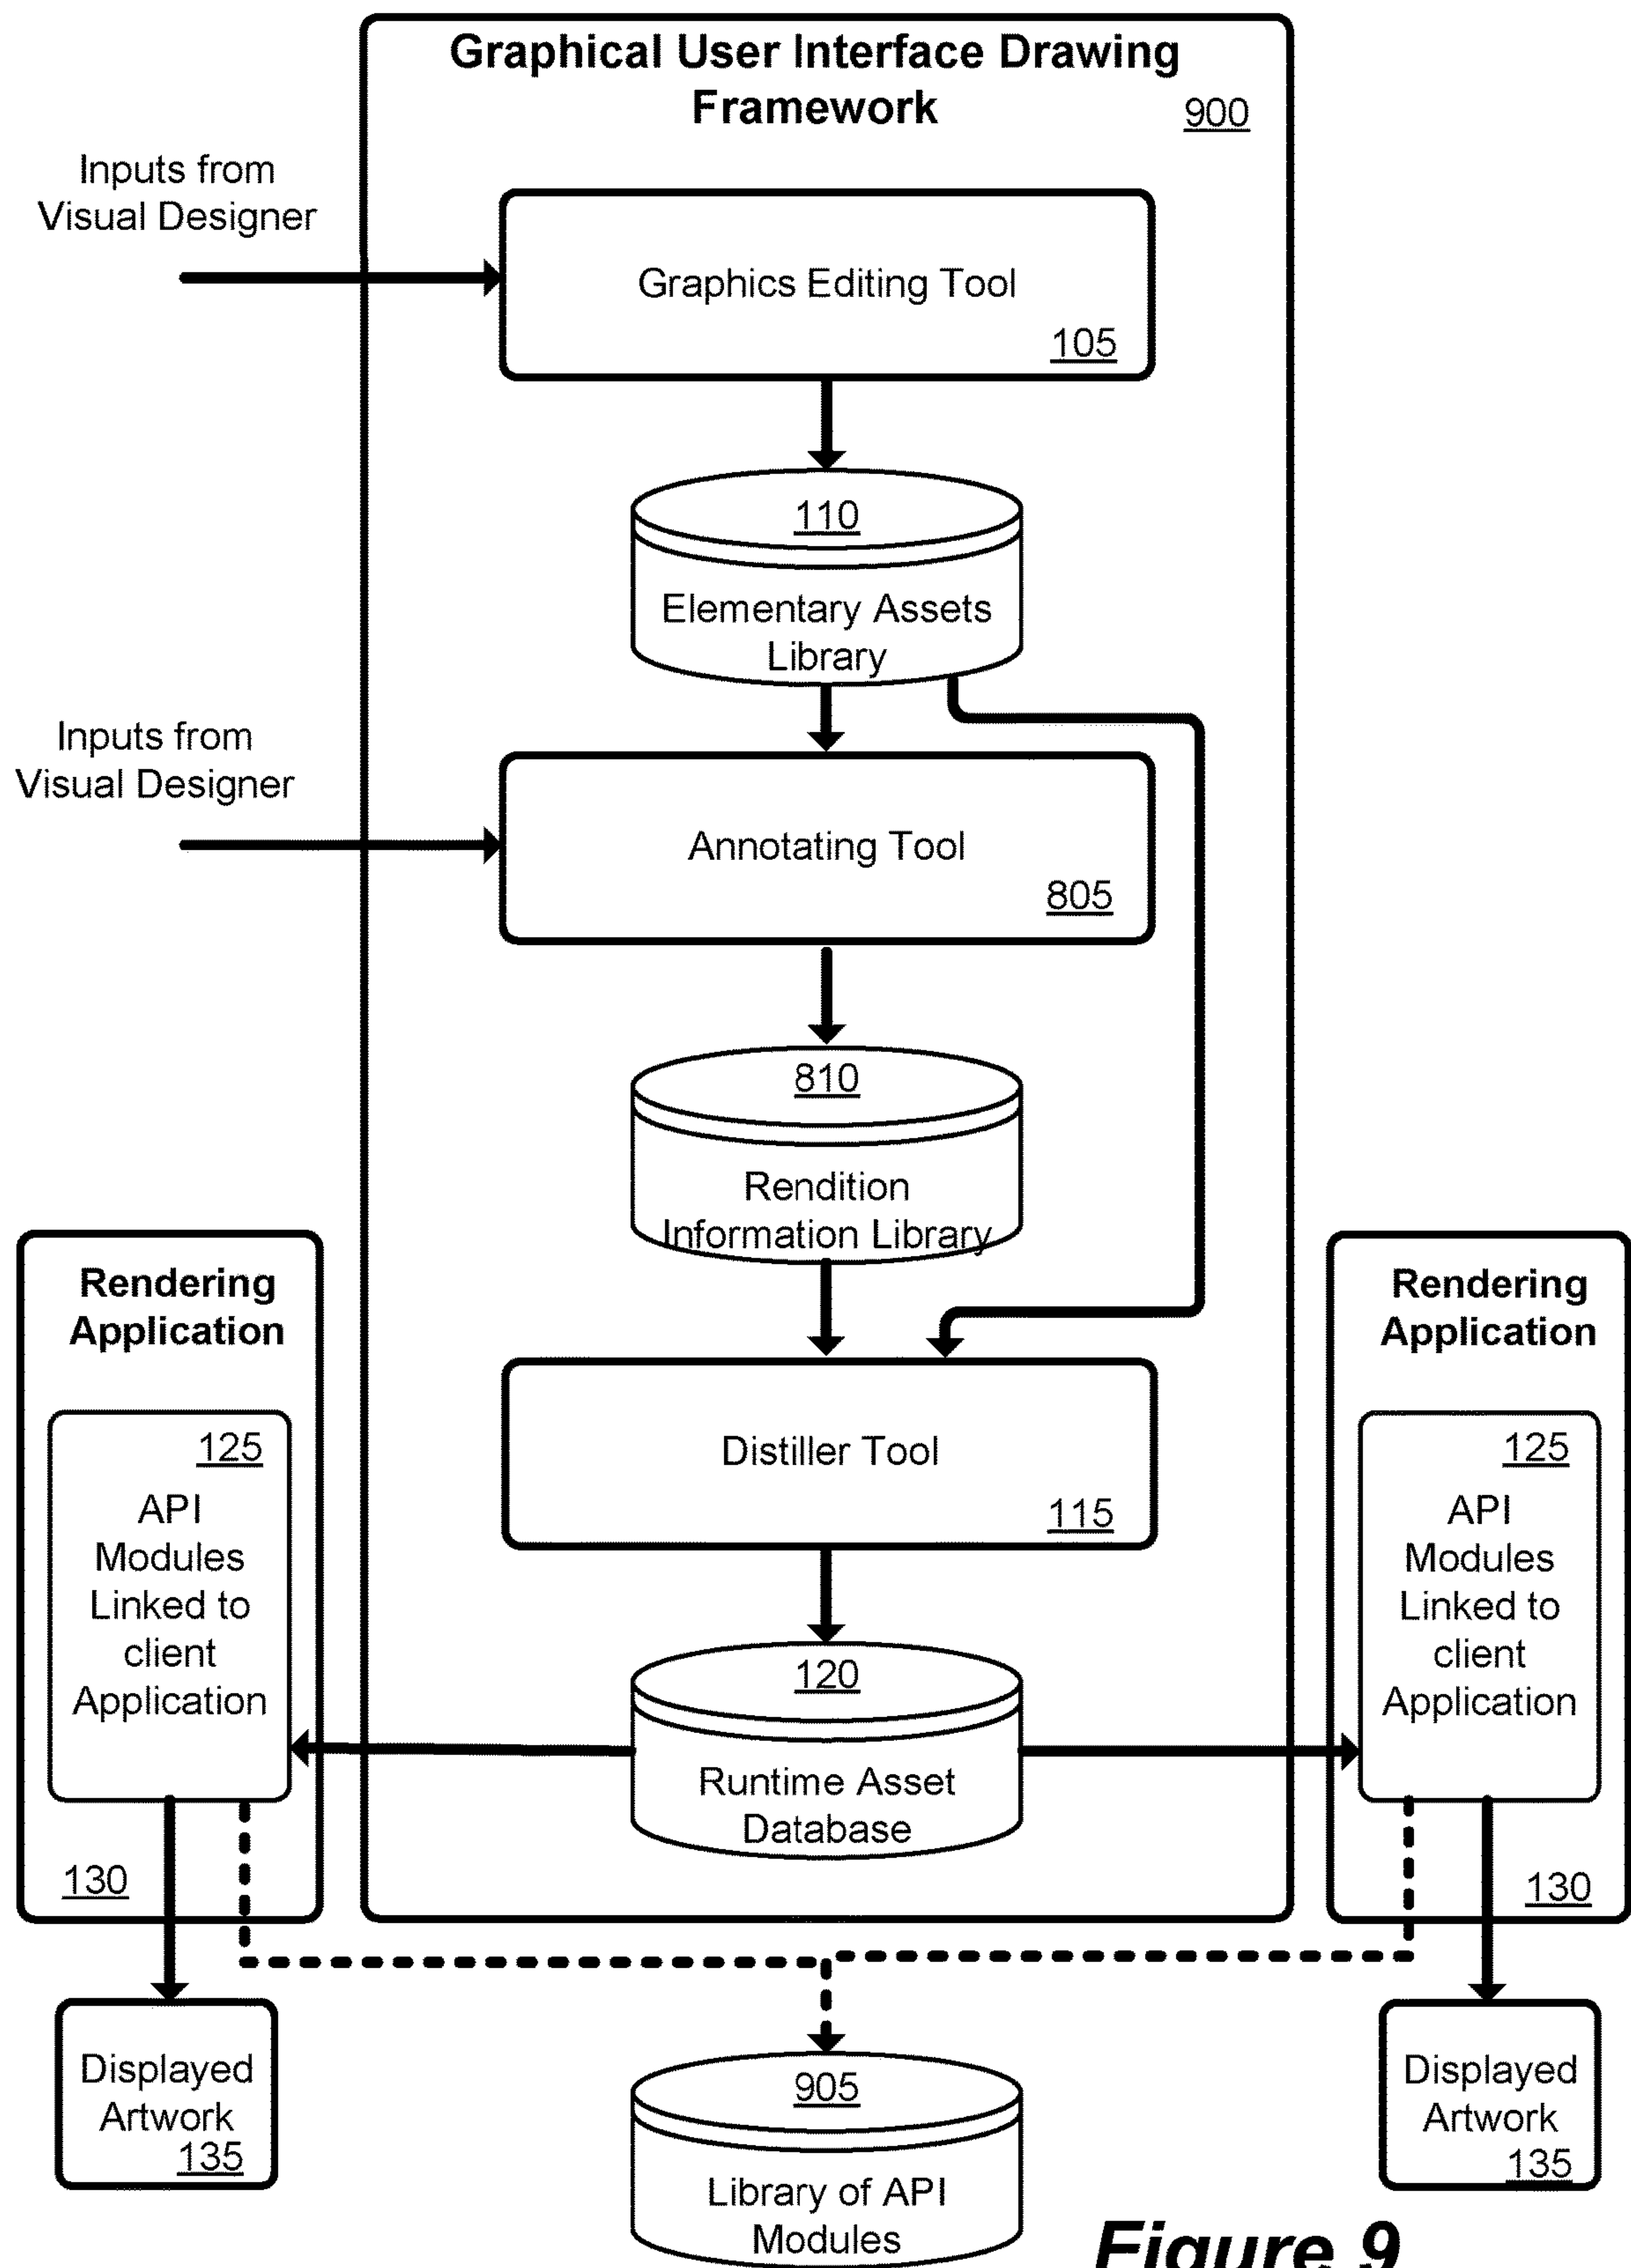 Graphical User Interface Drawing
Framework
900
Inputs from
Visual Designer
Graphics Editing Tool
105
110
Elementary Assets
Library
Inputs from
Visual Designer
Annotating Tool
805
810
Rendition
Information Library
Rendering
Application
125
API
Modules
Linked to
client
Application
130
Distiller Tool
115
120
Runtime Asset
Database
Rendering
Application
125
API
Modules
Linked to
client
Application
130
Displayed
Artwork
135
905
Library of API
Modules
Displayed
Artwork
135
Figure 9